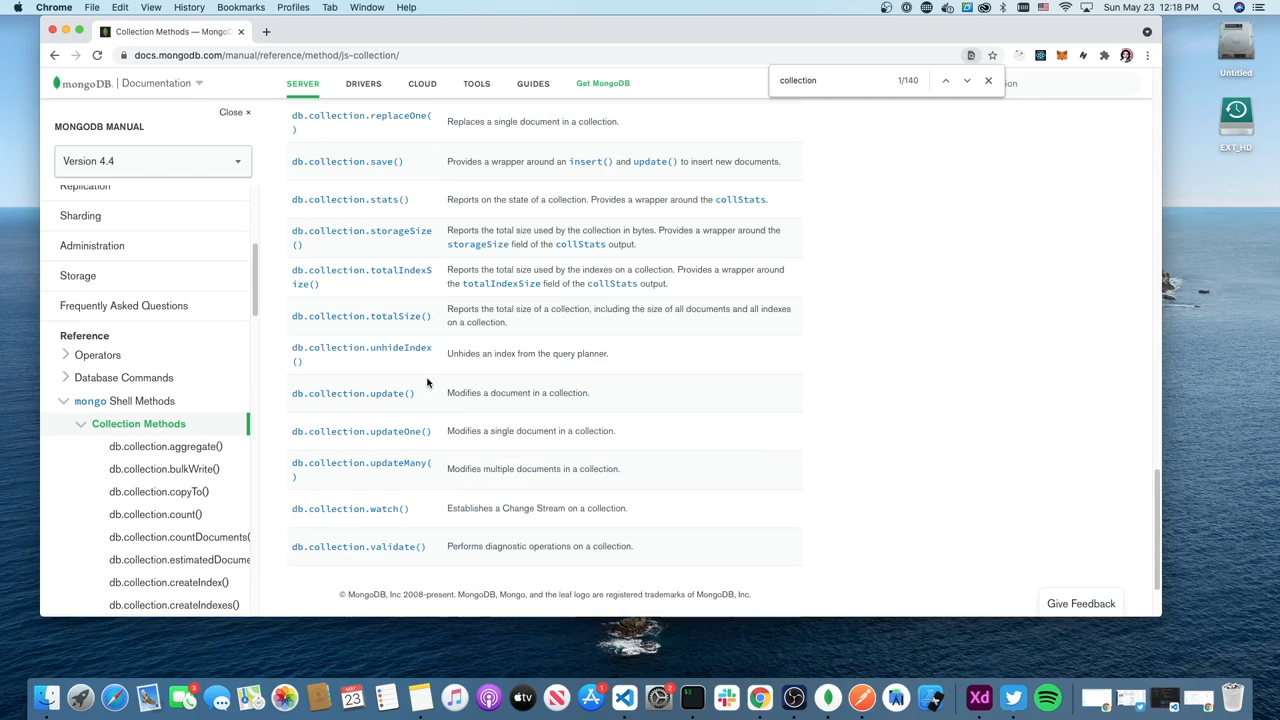 Chrome File Edit View History Bookmarks Profiles Tab Window Help
Sun May 23 12:18 PM
Collection Methods — MongoD
docs.mongodb.com/manual/reference/method/js-collection/
collection 1/140
mongoDB. Documentation
SERVER DRIVERS CLOUD TOOLS GUIDES Get MongoDB
ion
Close ×
MONGODB MANUAL
Version 4.4
Replication
Sharding
Administration
Storage
Frequently Asked Questions
Reference
Operators
Database Commands
mongo Shell Methods
Collection Methods
db.collection.aggregate()
db.collection.bulkWrite()
db.collection.copyTo()
db.collection.count()
db.collection.countDocuments(
db.collection.estimatedDocume
db.collection.createIndex()
db.collection.createIndexes()
db.collection.replaceOne(
)
Replaces a single document in a collection.
db.collection.save()
Provides a wrapper around an insert() and update() to insert new documents.
db.collection.stats()
Reports on the state of a collection. Provides a wrapper around the collStats.
db.collection.storageSize
()
Reports the total size used by the collection in bytes. Provides a wrapper around the
storageSize field of the collStats output.
db.collection.totalIndexS
ize()
Reports the total size used by the indexes on a collection. Provides a wrapper around
the totalIndexSize field of the collStats output.
db.collection.totalSize()
Reports the total size of a collection, including the size of all documents and all indexes
on a collection.
db.collection.unhideIndex
()
Unhides an index from the query planner.
db.collection.update()
Modifies a document in a collection.
db.collection.updateOne()
Modifies a single document in a collection.
db.collection.updateMany(
)
Modifies multiple documents in a collection.
db.collection.watch()
Establishes a Change Stream on a collection.
db.collection.validate()
Performs diagnostic operations on a collection.
© MongoDB, Inc 2008-present. MongoDB, Mongo, and the leaf logo are registered trademarks of MongoDB, Inc.
Give Feedback
Untitled
EXT_HD
3
MAY
23
tv
1
2
Xd